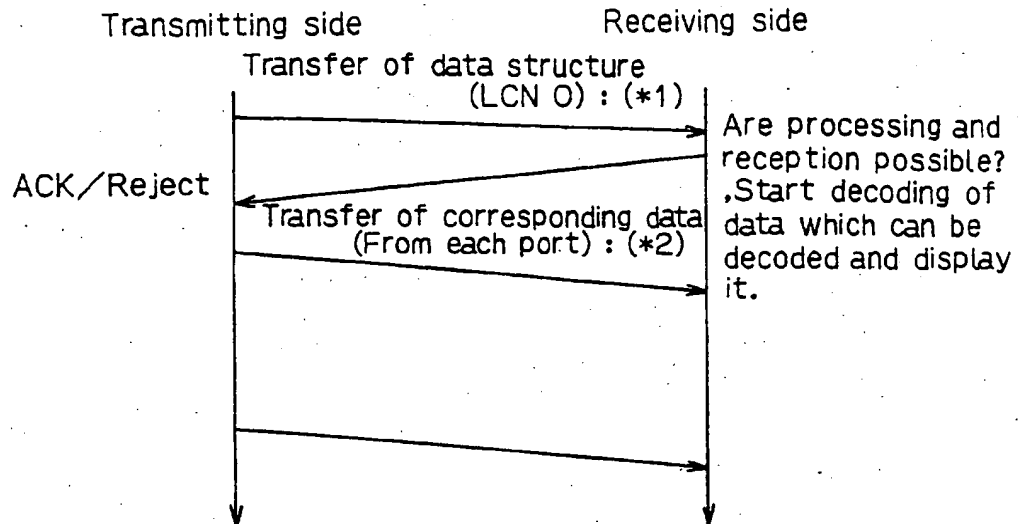 Transmitting side
Receiving side
Transfer of data structure
(LCN 0) : (*1)
Are processing and
reception possible?
,Start decoding of
data which can be
decoded and display
it.
ACK/Reject
Transfer of corresponding data
(From each port) : (*2)